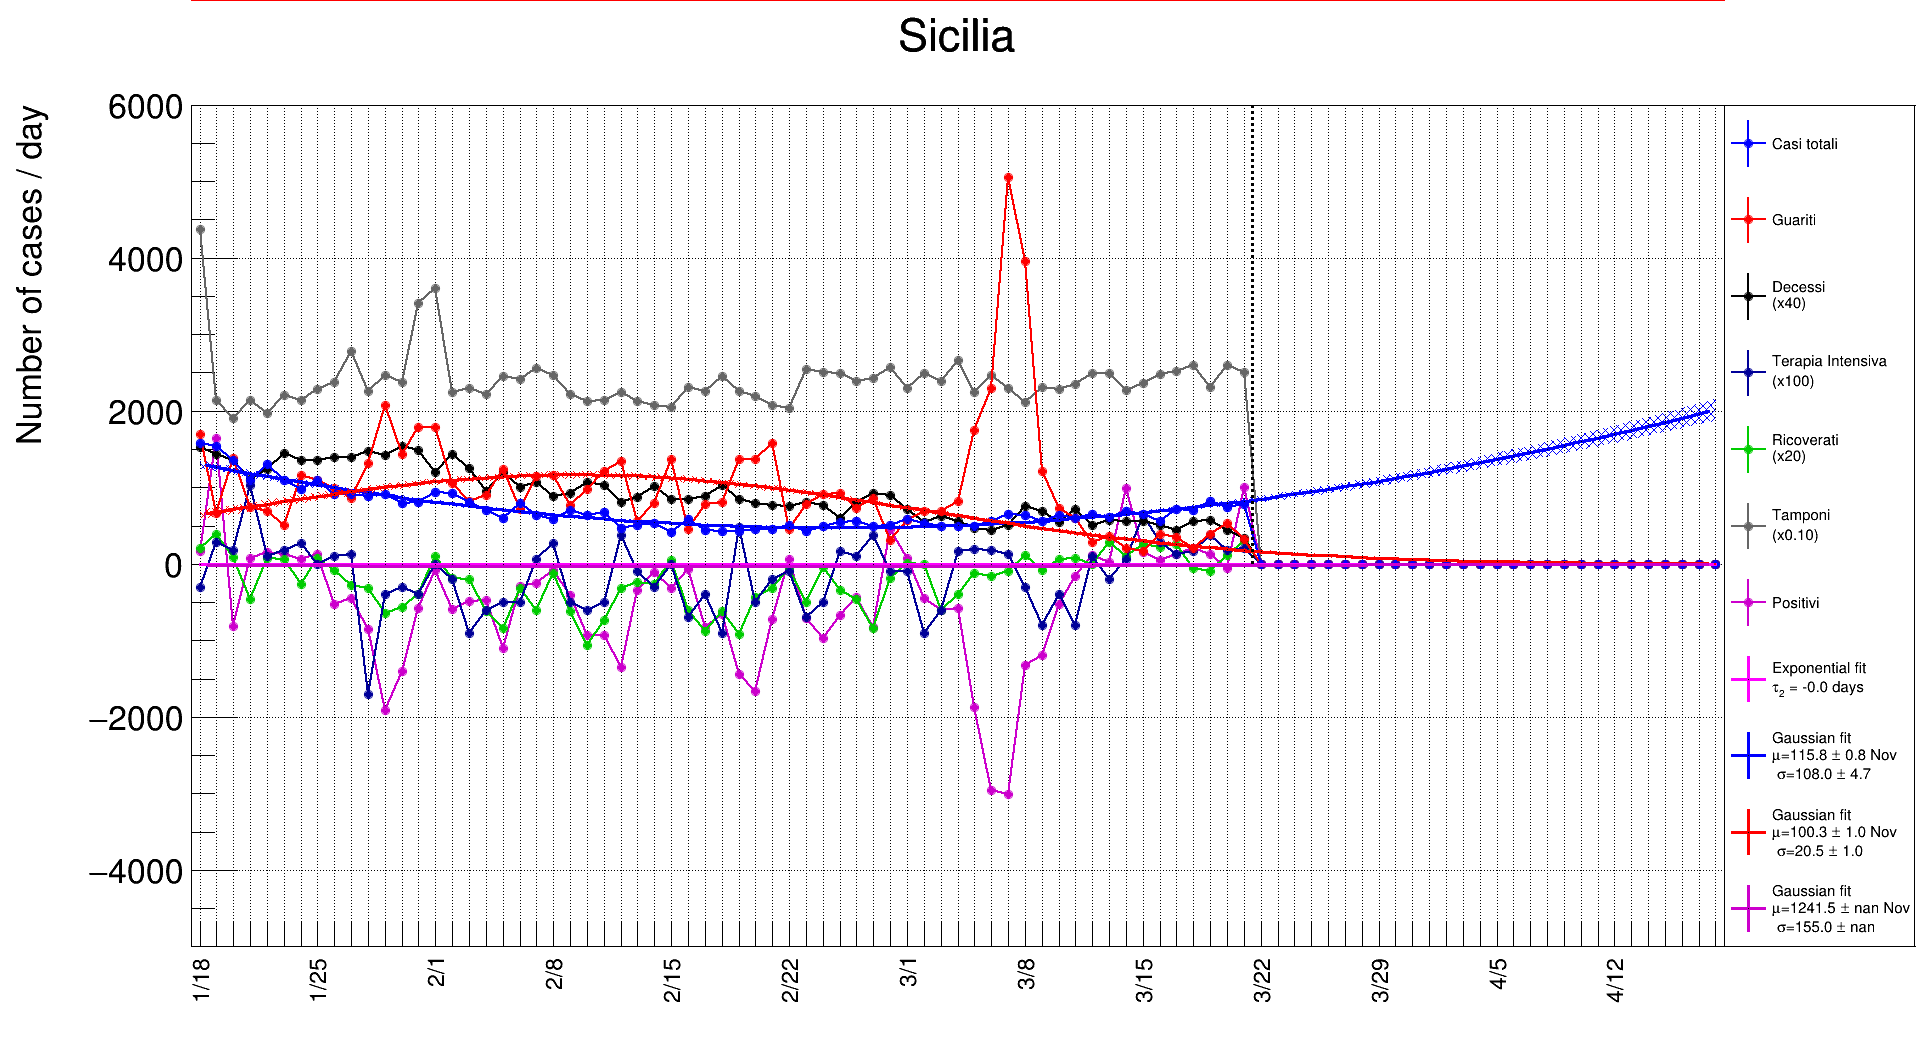 Sicilia
Number of cases / day
6000
4000
2000
0
−2000
−4000
1/18
1/25
2/1
2/8
2/15
2/22
3/1
3/8
3/15
3/22
3/29
4/5
4/12
Casi totali
Guariti
Decessi
(x40)
Terapia Intensiva
(x100)
Ricoverati
(x20)
Tamponi
(x0.10)
Positivi
Exponential fit
τ2 = -0.0 days
Gaussian fit
μ=115.8 ± 0.8 Nov
σ=108.0 ± 4.7
Gaussian fit
μ=100.3 ± 1.0 Nov
σ=20.5 ± 1.0
Gaussian fit
μ=1241.5 ± nan Nov
σ=155.0 ± nan